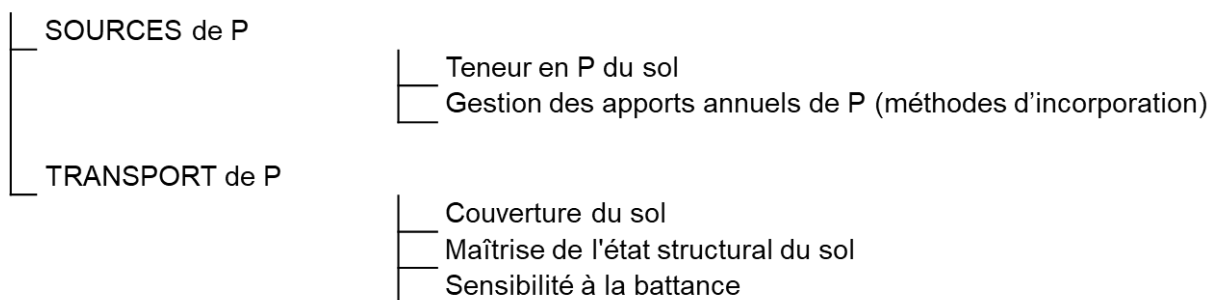 SOURCES de P
Teneur en P du sol
Gestion des apports annuels de P (méthodes d’incorporation)
TRANSPORT de P
Couverture du sol
Maîtrise de l'état structural du sol
Sensibilité à la battance